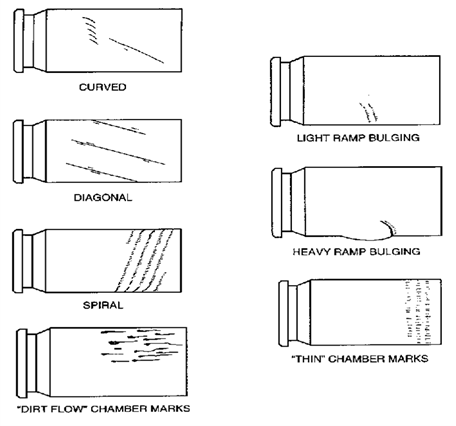 CURVED
DIAGONAL
SPIRAL
"DIRT FLOW" CHAMBER MARKS
LIGHT RAMP BULGING
HEAVY RAMP BULGING
"THIN" CHAMBER MARKS